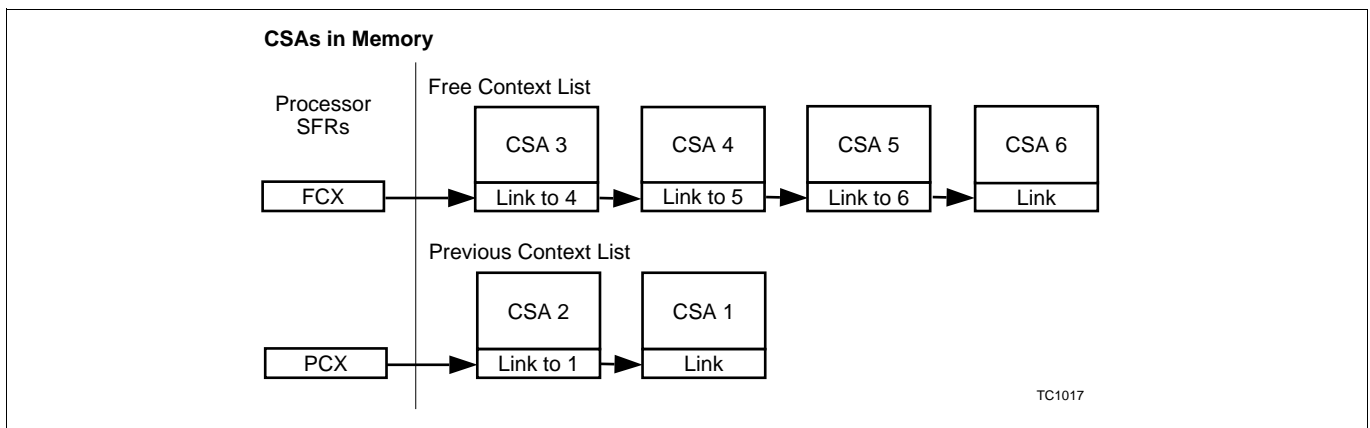 CSAs in Memory
Processor
SFRs
Free Context List
CSA 3
CSA 4
CSA 5
CSA 6
FCX
Link to 4
Link to 5
Link to 6
Link
Previous Context List
CSA 2
CSA 1
PCX
Link to 1
Link
TC1017